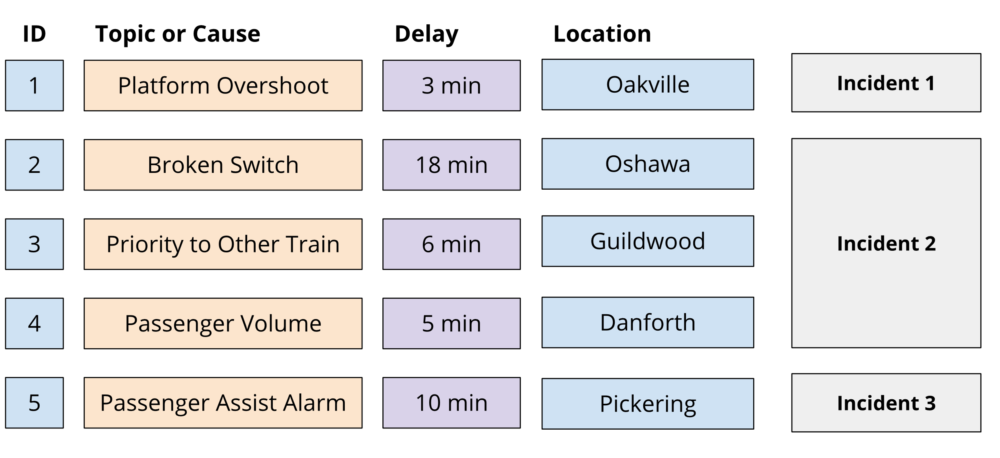 ID Topic or Cause Delay Location
1 Platform Overshoot 3 min Oakville Incident 1
2 Broken Switch 18 min Oshawa
3 Priority to Other Train 6 min Guildwood Incident 2
4 Passenger Volume 5 min Danforth
5 Passenger Assist Alarm 10 min Pickering Incident 3